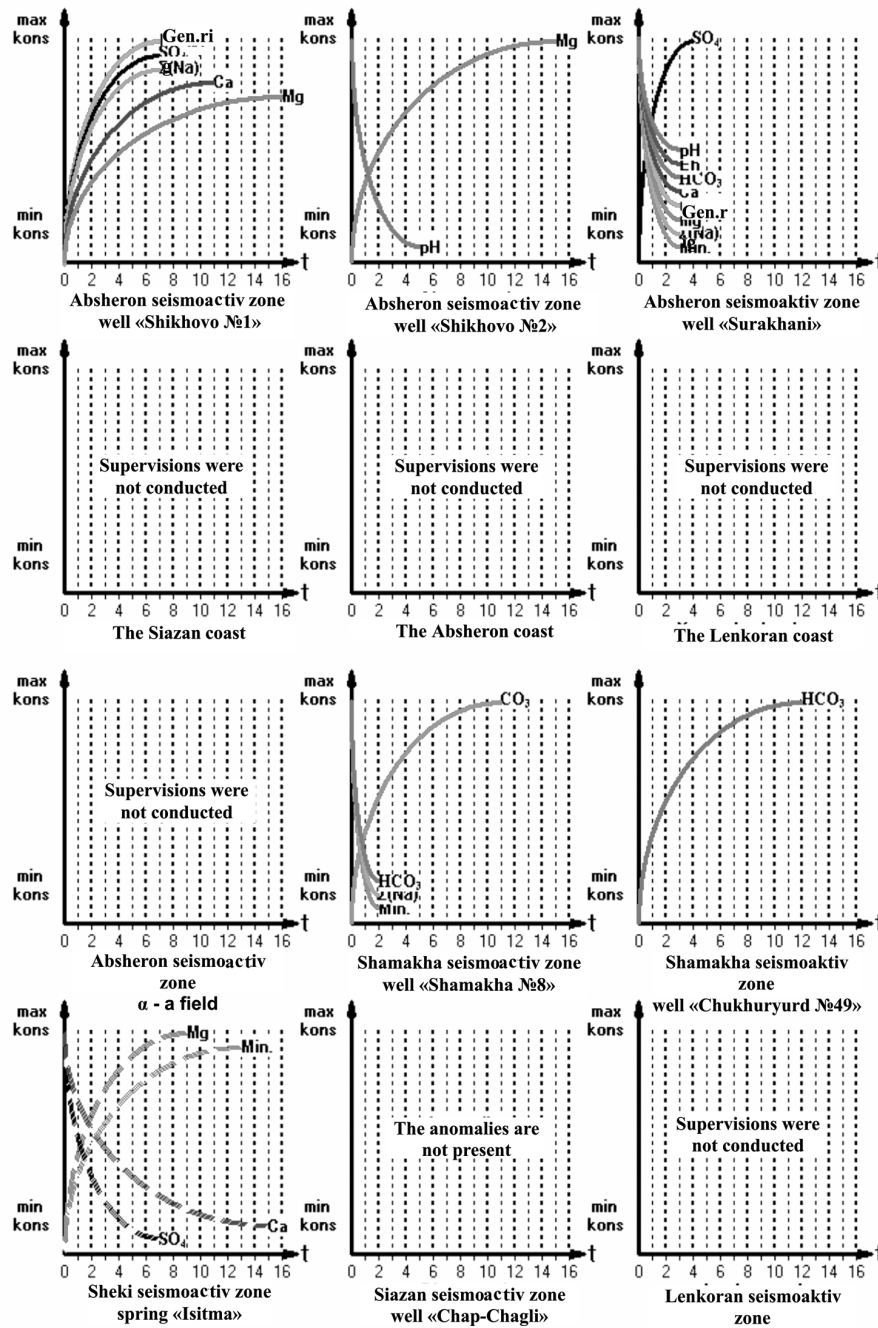 max
kons
Gen.ri
SO₄
Σ(Na)
Ca
Mg
min
kons
0 2 4 6 8 10 12 14 16 t
Absheron seismoactiv zone
well «Shikhovo №1»
max
kons
Mg
min
kons
pH
0 2 4 6 8 10 12 14 16 t
Absheron seismoactiv zone
well «Shikhovo №2»
max
kons
SO₄
pH
Eh
HCO₃
Ca
Gen.r
Mg
Σ(Na)
Min.
min
kons
0 2 4 6 8 10 12 14 16 t
Absheron seismoaktiv zone
well «Surakhani»
max
kons
Supervisions were
not conducted
min
kons
0 2 4 6 8 10 12 14 16 t
The Siazan coast
max
kons
Supervisions were
not conducted
min
kons
0 2 4 6 8 10 12 14 16 t
The Absheron coast
max
kons
Supervisions were
not conducted
min
kons
0 2 4 6 8 10 12 14 16 t
The Lenkoran coast
max
kons
Supervisions were
not conducted
min
kons
0 2 4 6 8 10 12 14 16 t
Absheron seismoactiv
zone
α - a field
max
kons
CO₃
HCO₃
Σ(Na)
Min.
min
kons
0 2 4 6 8 10 12 14 16 t
Shamakha seismoactiv zone
well «Shamakha №8»
max
kons
HCO₃
min
kons
0 2 4 6 8 10 12 14 16 t
Shamakha seismoaktiv
zone
well «Chukhuryurd №49»
max
kons
Mg
Min.
min
kons
Ca
SO₄
0 2 4 6 8 10 12 14 16 t
Sheki seismoactiv zone
spring «Isitma»
max
kons
The anomalies are
not present
min
kons
0 2 4 6 8 10 12 14 16 t
Siazan seismoactiv zone
well «Chap-Chagli»
max
kons
Supervisions were
not conducted
min
kons
0 2 4 6 8 10 12 14 16 t
Lenkoran seismoaktiv
zone